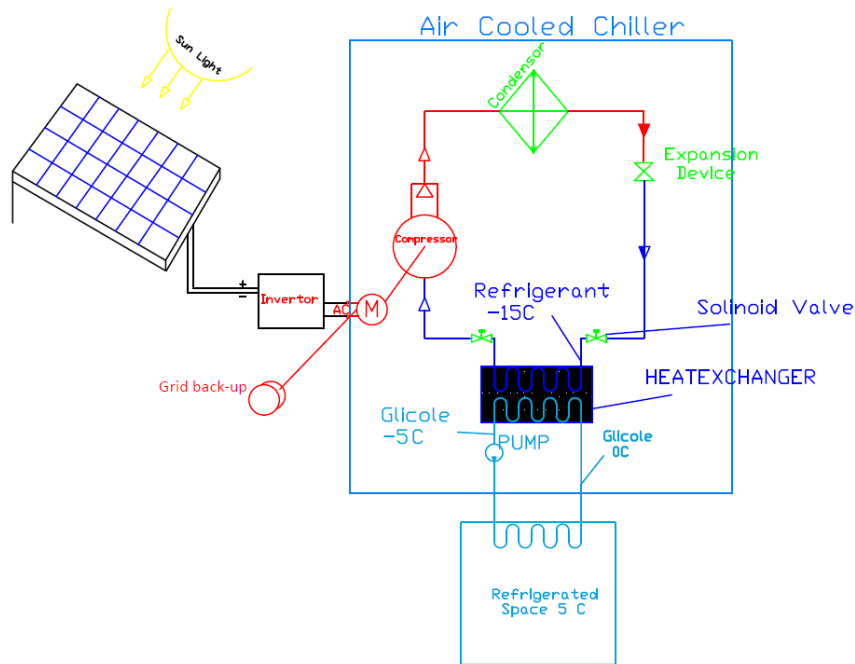 Air Cooled Chiller
Sun Light
Condensor
Expansion
Device
Compressor
Refrigerant
-15C
Solinoid Valve
+
-
Invertor
AC
M
HEATEXCHANGER
Grid back-up
Glicole
-5C
PUMP
Glicole
0C
Refrigerated
Space 5 C